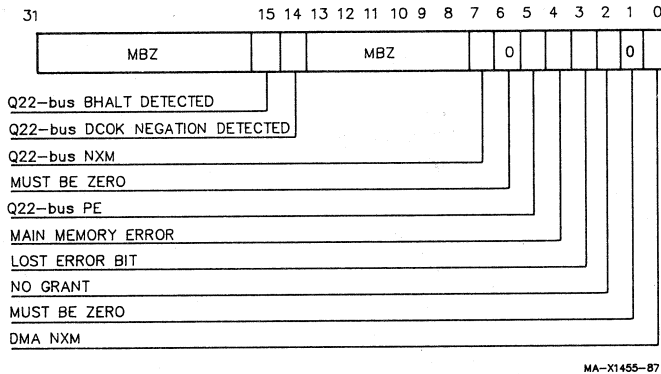 31 15 14 13 12 11 10 9 8 7 6 5 4 3 2 1 0
MBZ MBZ 0 0
Q22-bus BHALT DETECTED
Q22-bus DCOK NEGATION DETECTED
Q22-bus NXM
MUST BE ZERO
Q22-bus PE
MAIN MEMORY ERROR
LOST ERROR BIT
NO GRANT
MUST BE ZERO
DMA NXM
MA-X1455-87